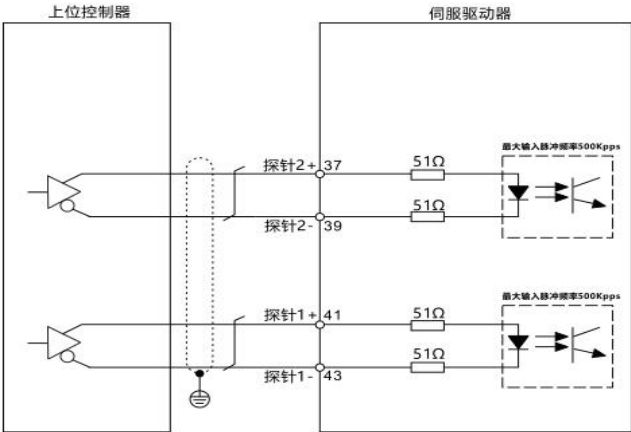 上位控制器
伺服驱动器
最大输入脉冲频率500Kpps
探针2+ 37
51Ω
51Ω
探针2- 39
最大输入脉冲频率500Kpps
探针1+ 41
51Ω
51Ω
探针1- 43